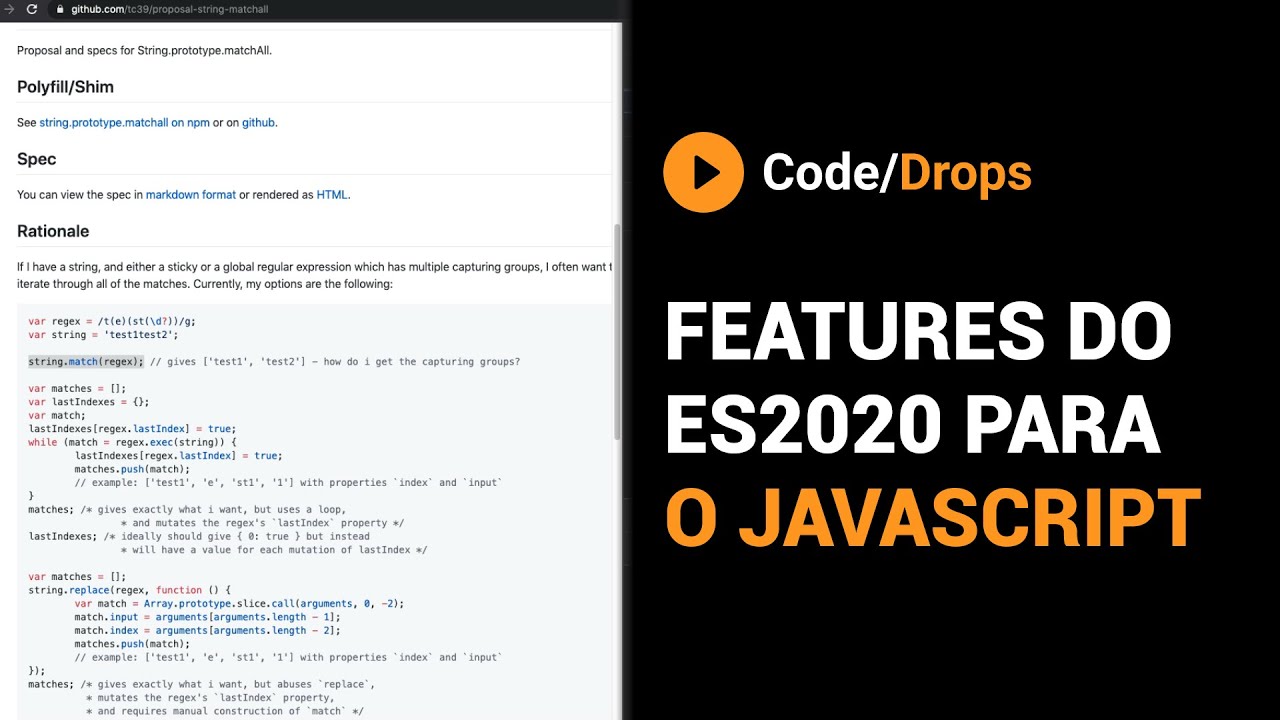 github.com/tc39/proposal-string-matchall
Proposal and specs for String.prototype.matchAll.
Polyfill/Shim
See string.prototype.matchall on npm or on github.
Spec
You can view the spec in markdown format or rendered as HTML.
Rationale
If I have a string, and either a sticky or a global regular expression which has multiple capturing groups, I often want
iterate through all of the matches. Currently, my options are the following:
var regex = /t(e)(st(\d?))/g;
var string = 'test1test2';
string.match(regex); // gives ['test1', 'test2'] - how do i get the capturing groups?
var matches = [];
var lastIndexes = {};
var match;
lastIndexes[regex.lastIndex] = true;
while (match = regex.exec(string)) {
lastIndexes[regex.lastIndex] = true;
matches.push(match);
// example: ['test1', 'e', 'st1', '1'] with properties `index` and `input`
}
matches; /* gives exactly what i want, but uses a loop,
* and mutates the regex's `lastIndex` property */
lastIndexes; /* ideally should give { 0: true } but instead
* will have a value for each mutation of lastIndex */
var matches = [];
string.replace(regex, function () {
var match = Array.prototype.slice.call(arguments, 0, -2);
match.input = arguments[arguments.length - 1];
match.index = arguments[arguments.length - 2];
matches.push(match);
// example: ['test1', 'e', 'st1', '1'] with properties `index` and `input`
});
matches; /* gives exactly what i want, but abuses `replace`,
* mutates the regex's `lastIndex` property,
* and requires manual construction of `match` */
Code/Drops
FEATURES DO
ES2020 PARA
O JAVASCRIPT